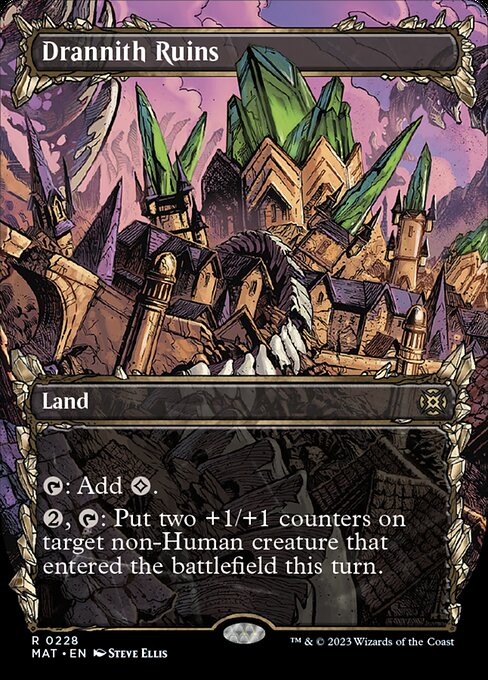 Drannith Ruins
Land
: Add .
2, : Put two +1/+1 counters on
target non-Human creature that
entered the battlefield this turn.
R 0228
MAT • EN STEVE ELLIS
™ & © 2023 Wizards of the Coast